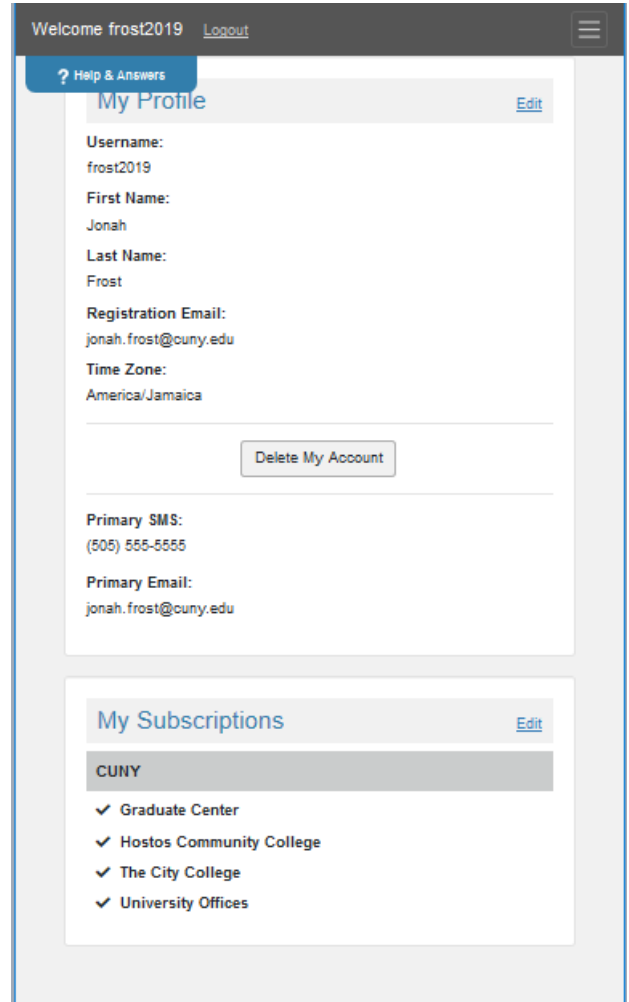 Welcome frost2019 Logout
? Help & Answers
My Profile Edit
Username:
frost2019
First Name:
Jonah
Last Name:
Frost
Registration Email:
jonah.frost@cuny.edu
Time Zone:
America/Jamaica
Delete My Account
Primary SMS:
(505) 555-5555
Primary Email:
jonah.frost@cuny.edu
My Subscriptions Edit
CUNY
Graduate Center
Hostos Community College
The City College
University Offices